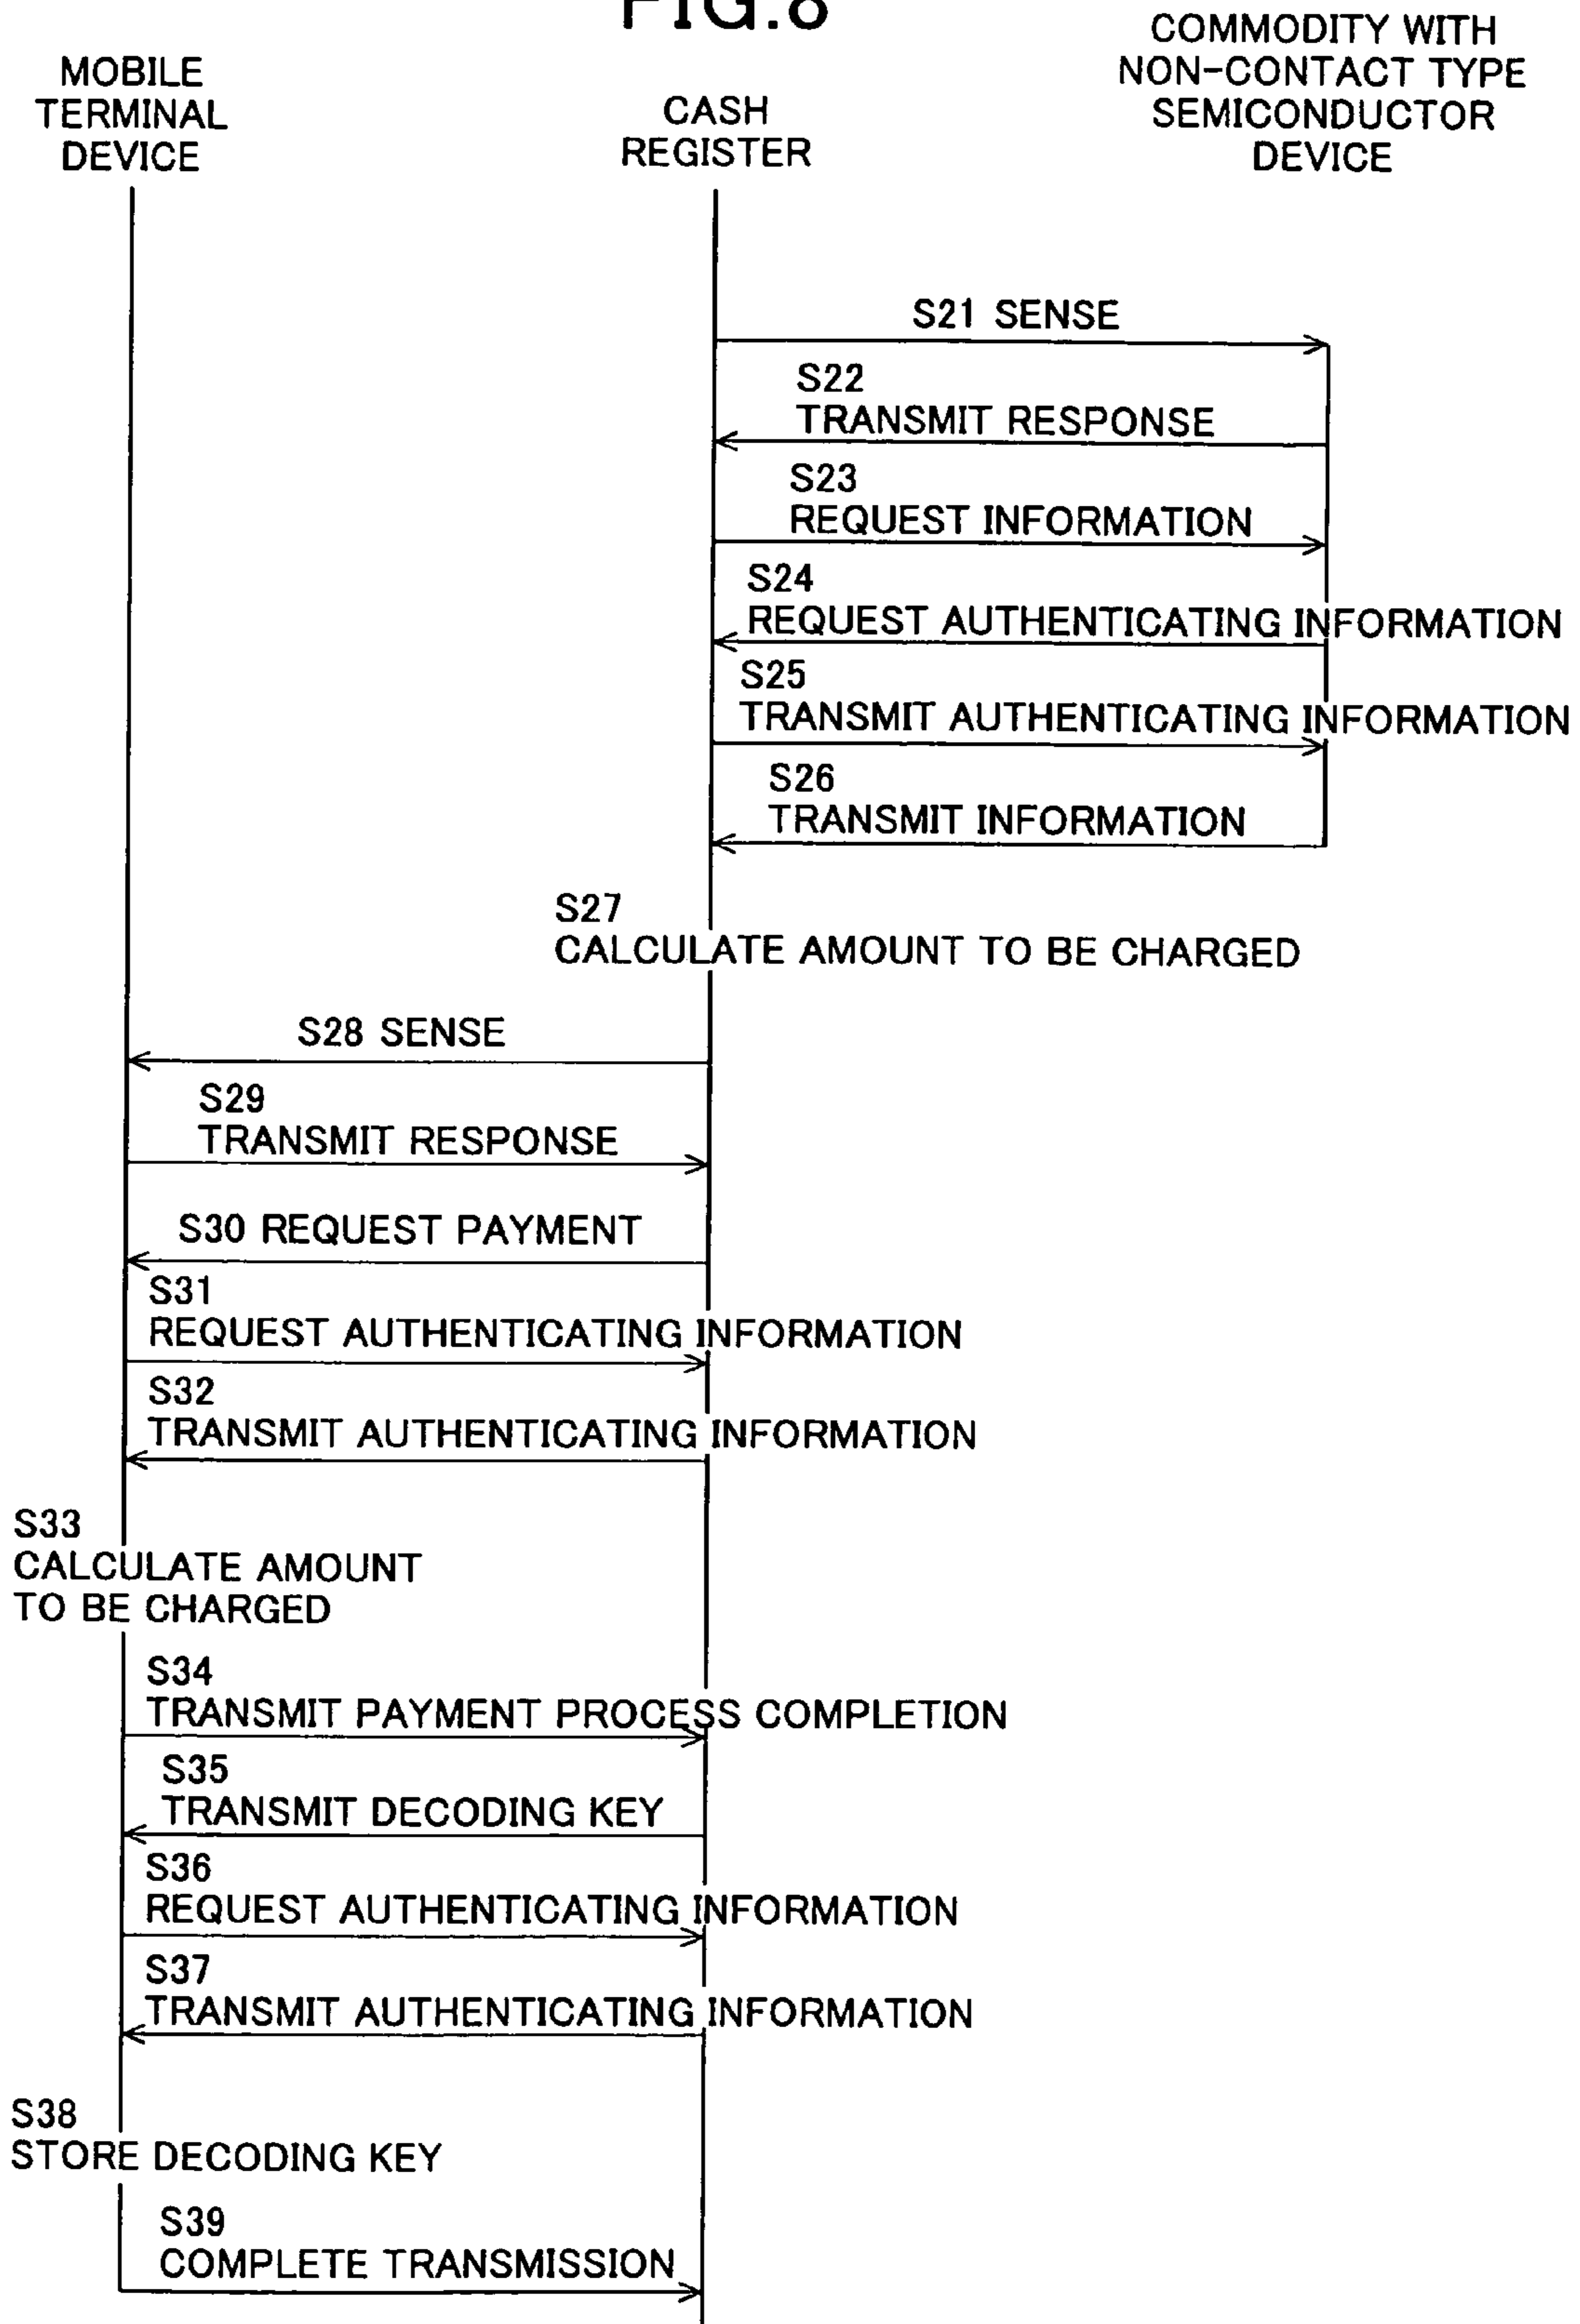 FIG.8
MOBILE
TERMINAL
DEVICE
CASH
REGISTER
COMMODITY WITH
NON-CONTACT TYPE
SEMICONDUCTOR
DEVICE
S21 SENSE
S22
TRANSMIT RESPONSE
S23
REQUEST INFORMATION
S24
REQUEST AUTHENTICATING INFORMATION
S25
TRANSMIT AUTHENTICATING INFORMATION
S26
TRANSMIT INFORMATION
S27
CALCULATE AMOUNT TO BE CHARGED
S28 SENSE
S29
TRANSMIT RESPONSE
S30 REQUEST PAYMENT
S31
REQUEST AUTHENTICATING INFORMATION
S32
TRANSMIT AUTHENTICATING INFORMATION
S33
CALCULATE AMOUNT
TO BE CHARGED
S34
TRANSMIT PAYMENT PROCESS COMPLETION
S35
TRANSMIT DECODING KEY
S36
REQUEST AUTHENTICATING INFORMATION
S37
TRANSMIT AUTHENTICATING INFORMATION
S38
STORE DECODING KEY
S39
COMPLETE TRANSMISSION